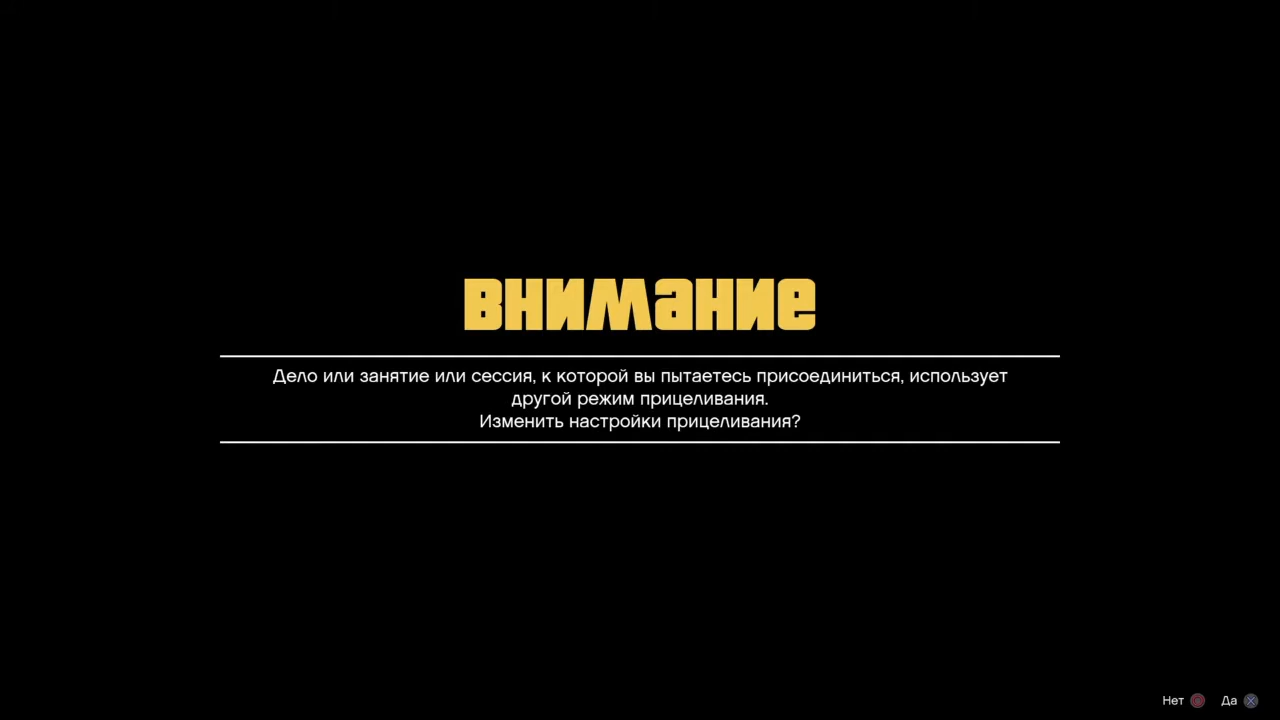 внимание
Дело или занятие или сессия, к которой вы пытаетесь присоединиться, использует
другой режим прицеливания.
Изменить настройки прицеливания?
Нет Да